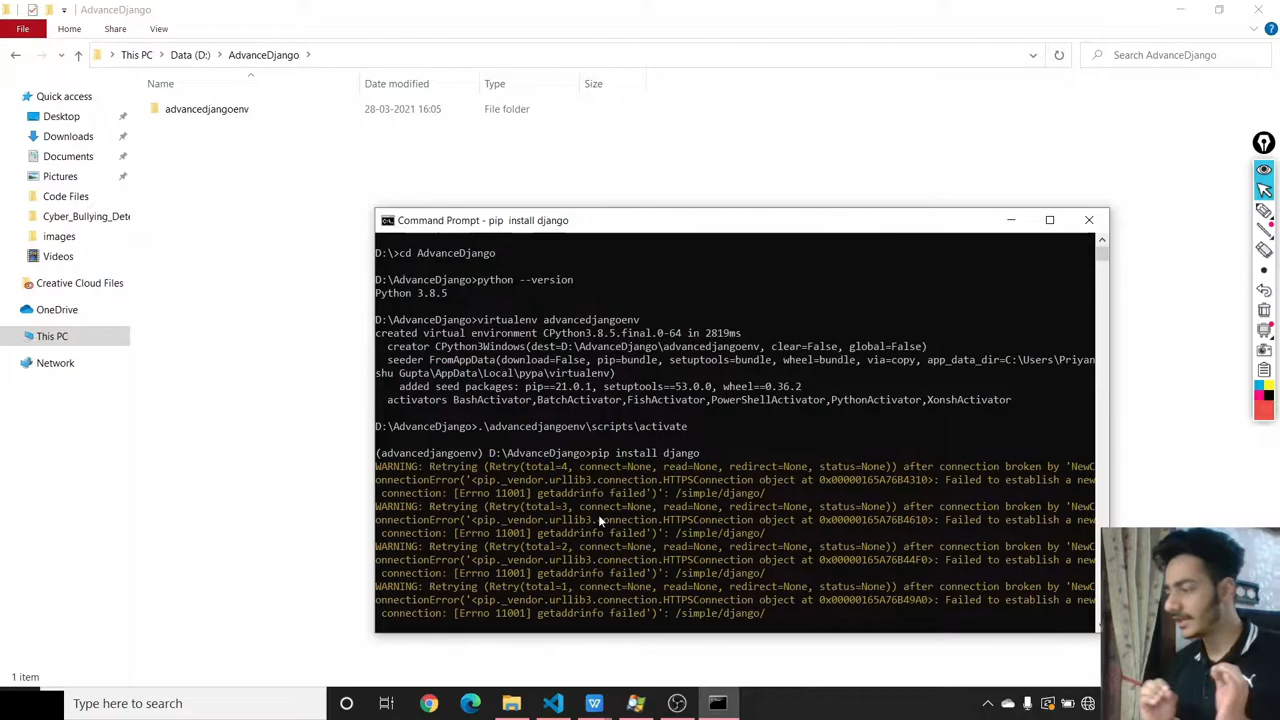 AdvanceDjango
File Home Share View
This PC Data (D:) AdvanceDjango
Search AdvanceDjango
Name Date modified Type Size
advancedjangoenv 28-03-2021 16:05 File folder
Quick access
Desktop
Downloads
Documents
Pictures
Code Files
Cyber_Bullying_Dete
images
Videos
Creative Cloud Files
OneDrive
This PC
Network
1 item
Command Prompt - pip install django
D:\>cd AdvanceDjango
D:\AdvanceDjango>python --version
Python 3.8.5
D:\AdvanceDjango>virtualenv advancedjangoenv
created virtual environment CPython3.8.5.final.0-64 in 2819ms
creator CPython3Windows(dest=D:\AdvanceDjango\advancedjangoenv, clear=False, global=False)
seeder FromAppData(download=False, pip=bundle, setuptools=bundle, wheel=bundle, via=copy, app_data_dir=C:\Users\Priyan
shu Gupta\AppData\Local\pypa\virtualenv)
added seed packages: pip==21.0.1, setuptools==53.0.0, wheel==0.36.2
activators BashActivator,BatchActivator,FishActivator,PowerShellActivator,PythonActivator,XonshActivator
D:\AdvanceDjango>.\advancedjangoenv\scripts\activate
(advancedjangoenv) D:\AdvanceDjango>pip install django
WARNING: Retrying (Retry(total=4, connect=None, read=None, redirect=None, status=None)) after connection broken by 'NewC
onnectionError('<pip._vendor.urllib3.connection.HTTPSConnection object at 0x00000165A76B4310>: Failed to establish a new
connection: [Errno 11001] getaddrinfo failed')': /simple/django/
WARNING: Retrying (Retry(total=3, connect=None, read=None, redirect=None, status=None)) after connection broken by 'NewC
onnectionError('<pip._vendor.urllib3.connection.HTTPSConnection object at 0x00000165A76B4610>: Failed to establish a new
connection: [Errno 11001] getaddrinfo failed')': /simple/django/
WARNING: Retrying (Retry(total=2, connect=None, read=None, redirect=None, status=None)) after connection broken by 'NewC
onnectionError('<pip._vendor.urllib3.connection.HTTPSConnection object at 0x00000165A76B44F0>: Failed to establish a new
connection: [Errno 11001] getaddrinfo failed')': /simple/django/
WARNING: Retrying (Retry(total=1, connect=None, read=None, redirect=None, status=None)) after connection broken by 'NewC
onnectionError('<pip._vendor.urllib3.connection.HTTPSConnection object at 0x00000165A76B49A0>: Failed to establish a new
connection: [Errno 11001] getaddrinfo failed')': /simple/django/
Type here to search